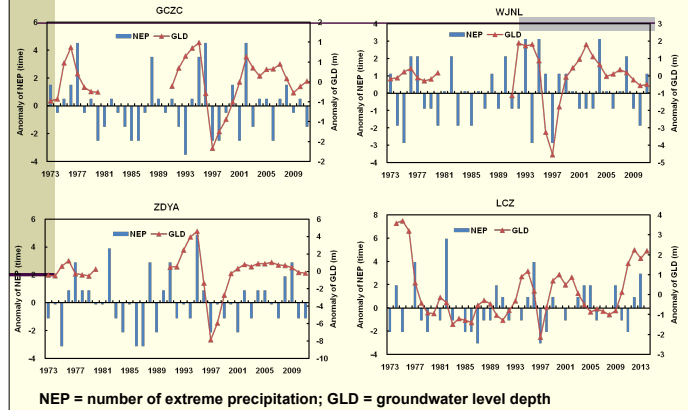 GCZC
NEP GLD
Anomaly of NEP (time)
6
4
2
0
-2
-4
Anomaly of GLD (m)
2
1
1
0
-1
-1
-2
-2
1973 1977 1981 1985 1989 1993 1997 2001 2005 2009
WJNL
NEP GLD
Anomaly of NEP (time)
4
3
2
1
0
-1
-2
-3
-4
Anomaly of GLD (m)
3
2
1
0
-1
-2
-3
-4
-5
1973 1977 1981 1985 1989 1993 1997 2001 2005 2009
ZDYA
NEP GLD
Anomaly of NEP (time)
6
4
2
0
-2
-4
Anomaly of GLD (m)
6
4
2
0
-2
-4
-6
-8
-10
1973 1977 1981 1985 1989 1993 1997 2001 2005 2009
LCZ
NEP GLD
Anomaly of NEP (time)
8
6
4
2
0
-2
-4
Anomaly of GLD (m)
4
3
2
1
0
-1
-2
-3
1973 1977 1981 1985 1989 1993 1997 2001 2005 2009 2013
NEP = number of extreme precipitation; GLD = groundwater level depth